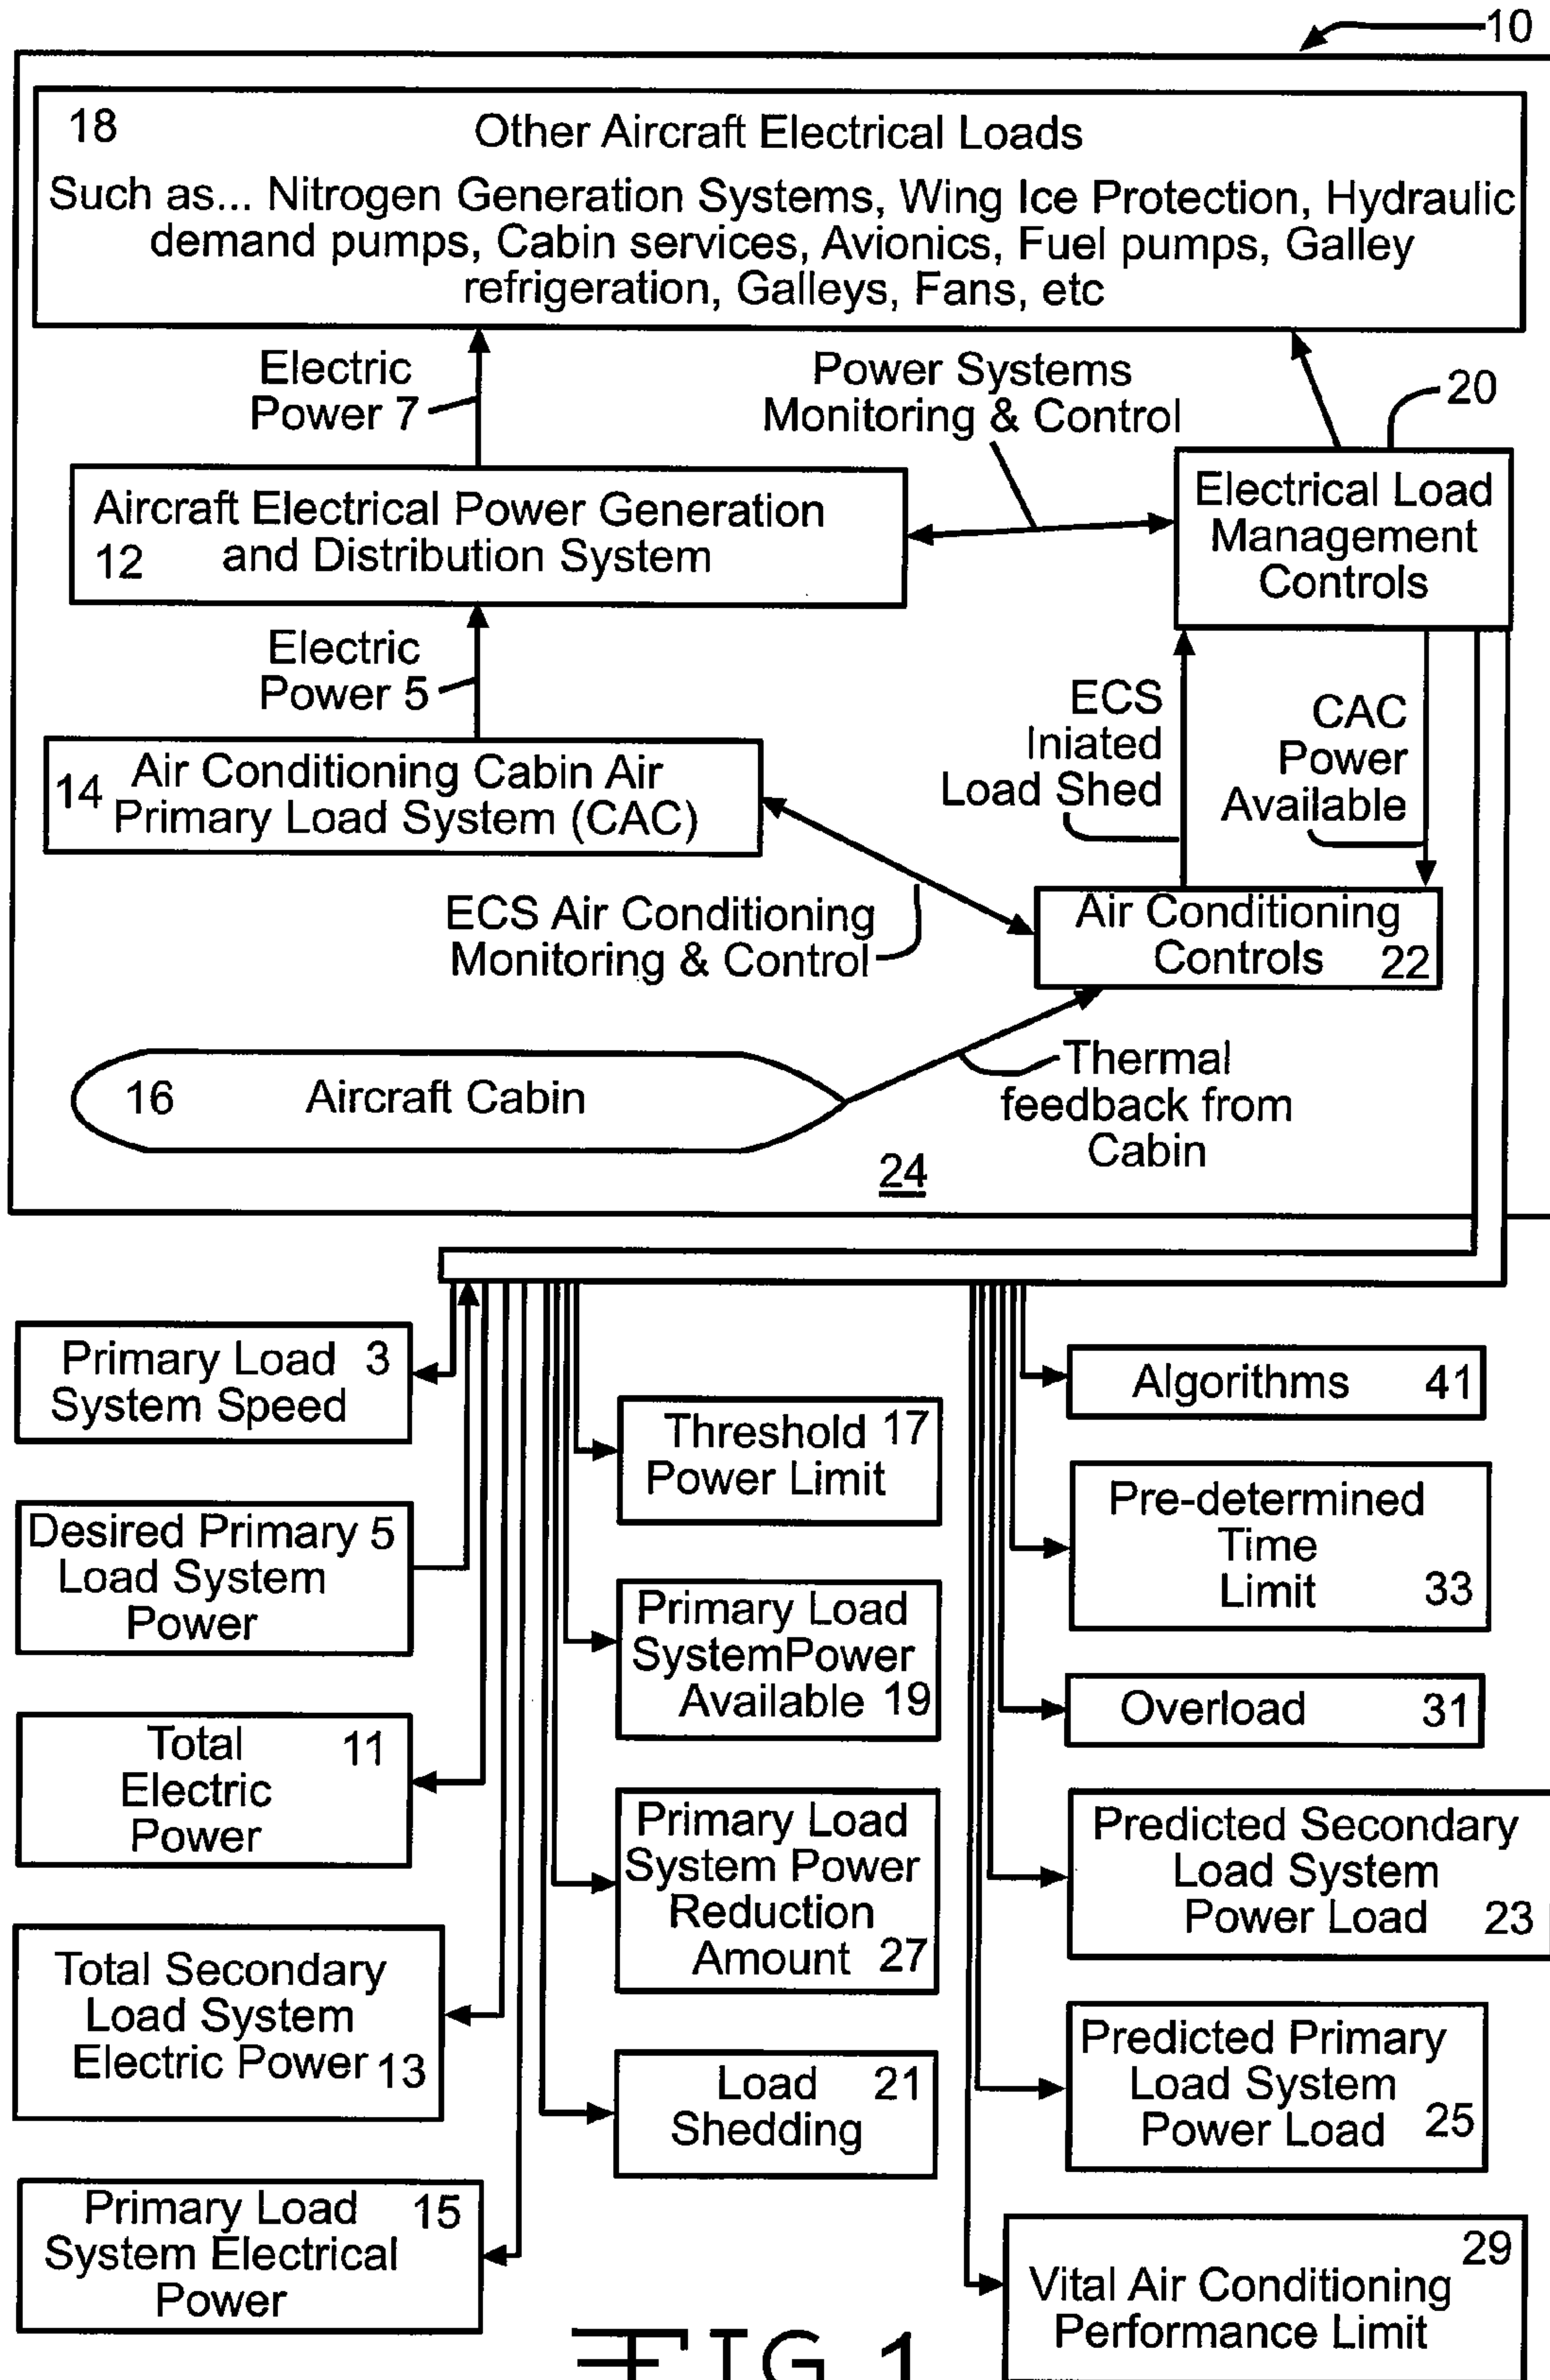 10
18
Other Aircraft Electrical Loads
Such as... Nitrogen Generation Systems, Wing Ice Protection, Hydraulic
demand pumps, Cabin services, Avionics, Fuel pumps, Galley
refrigeration, Galleys, Fans, etc
Electric
Power 7
Power Systems
Monitoring & Control
20
Aircraft Electrical Power Generation
12 and Distribution System
Electrical Load
Management
Controls
Electric
Power 5
ECS
Iniated
Load Shed
CAC
Power
Available
14 Air Conditioning Cabin Air
Primary Load System (CAC)
ECS Air Conditioning
Monitoring & Control
Air Conditioning
Controls 22
16 Aircraft Cabin
Thermal
feedback from
Cabin
24
Primary Load 3
System Speed
Desired Primary 5
Load System
Power
Total 11
Electric
Power
Total Secondary
Load System
Electric Power 13
Primary Load 15
System Electrical
Power
Threshold 17
Power Limit
Primary Load
SystemPower
Available 19
Primary Load
System Power
Reduction
Amount 27
Load 21
Shedding
Algorithms 41
Pre-determined
Time
Limit 33
Overload 31
Predicted Secondary
Load System
Power Load 23
Predicted Primary
Load System
Power Load 25
29
Vital Air Conditioning
Performance Limit
FIG 1